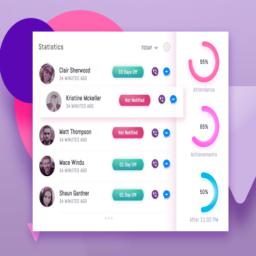 Statistics
TODAY
Clair Sherwood
34 MINUTES AGO
03 Days Off
Kristine Mckeller
34 MINUTES AGO
Not Notified
Matt Thompson
34 MINUTES AGO
Not Notified
Mace Windu
34 MINUTES AGO
01 Day Off
Shaun Gardner
34 MINUTES AGO
01 Day Off
95%
Attendance
85%
Achievements
50%
After 11:00 PM